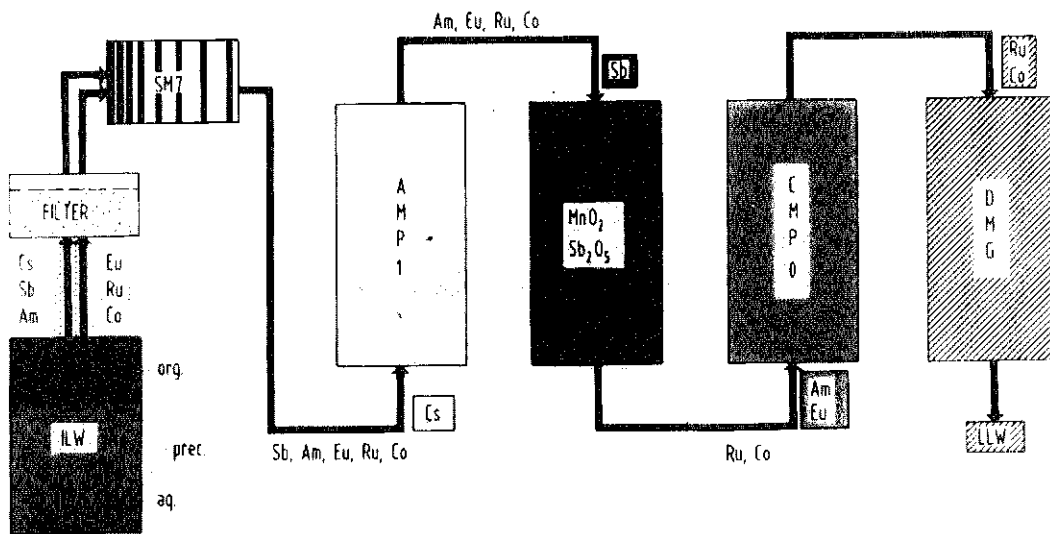 Am, Eu, Ru, Co
SM7
Sb
Ru
Co
FILTER
A
M
P
1
MnO₂
Sb₂O₅
C
M
P
O
D
M
G
Cs
Sb
Am
Eu
Ru
Co
org.
ILW
prec.
aq.
Cs
Sb, Am, Eu, Ru, Co
Am
Eu
Ru, Co
LLW